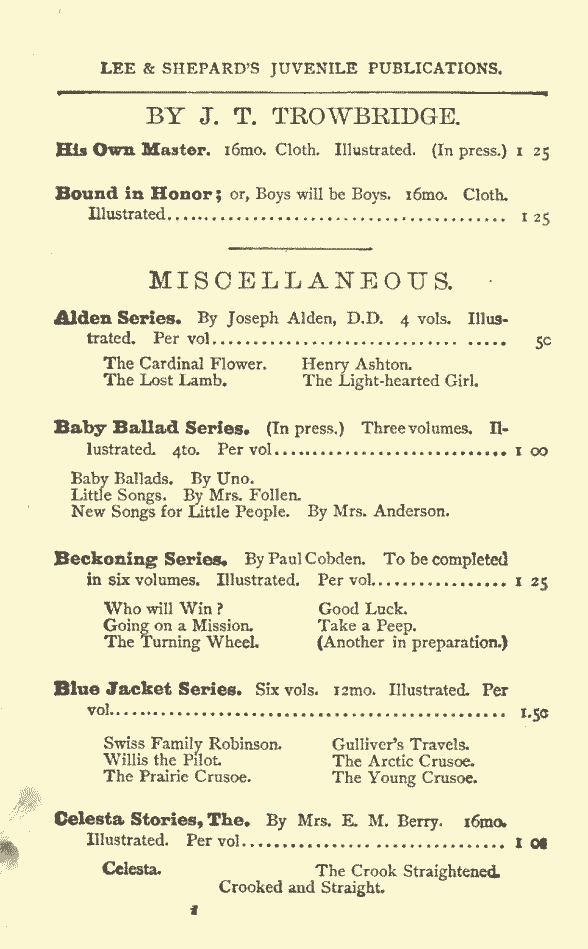 LEE & SHEPARD'S JUVENILE PUBLICATIONS.
BY J. T. TROWBRIDGE.
His Own Master. 16mo. Cloth. Illustrated. (In press.) 1 25
Bound in Honor; or, Boys will be Boys. 16mo. Cloth.
Illustrated........................................ 1 25
MISCELLANEOUS.
Alden Series. By Joseph Alden, D.D. 4 vols. Illus-
trated. Per vol............................. ..... 50
The Cardinal Flower. Henry Ashton.
The Lost Lamb. The Light-hearted Girl.
Baby Ballad Series. (In press.) Three volumes. Il-
lustrated. 4to. Per vol............................ 1 00
Baby Ballads. By Uno.
Little Songs. By Mrs. Follen.
New Songs for Little People. By Mrs. Anderson.
Beckoning Series. By Paul Cobden. To be completed
in six volumes. Illustrated. Per vol................ 1 25
Who will Win? Good Luck.
Going on a Mission. Take a Peep.
The Turning Wheel. (Another in preparation.)
Blue Jacket Series. Six vols. 12mo. Illustrated. Per
vol............................................... 1.50
Swiss Family Robinson. Gulliver's Travels.
Willis the Pilot. The Arctic Crusoe.
The Prairie Crusoe. The Young Crusoe.
Celesta Stories, The. By Mrs. E. M. Berry. 16mo.
Illustrated. Per vol................................ 1 00
Celesta. The Crook Straightened.
Crooked and Straight.
1